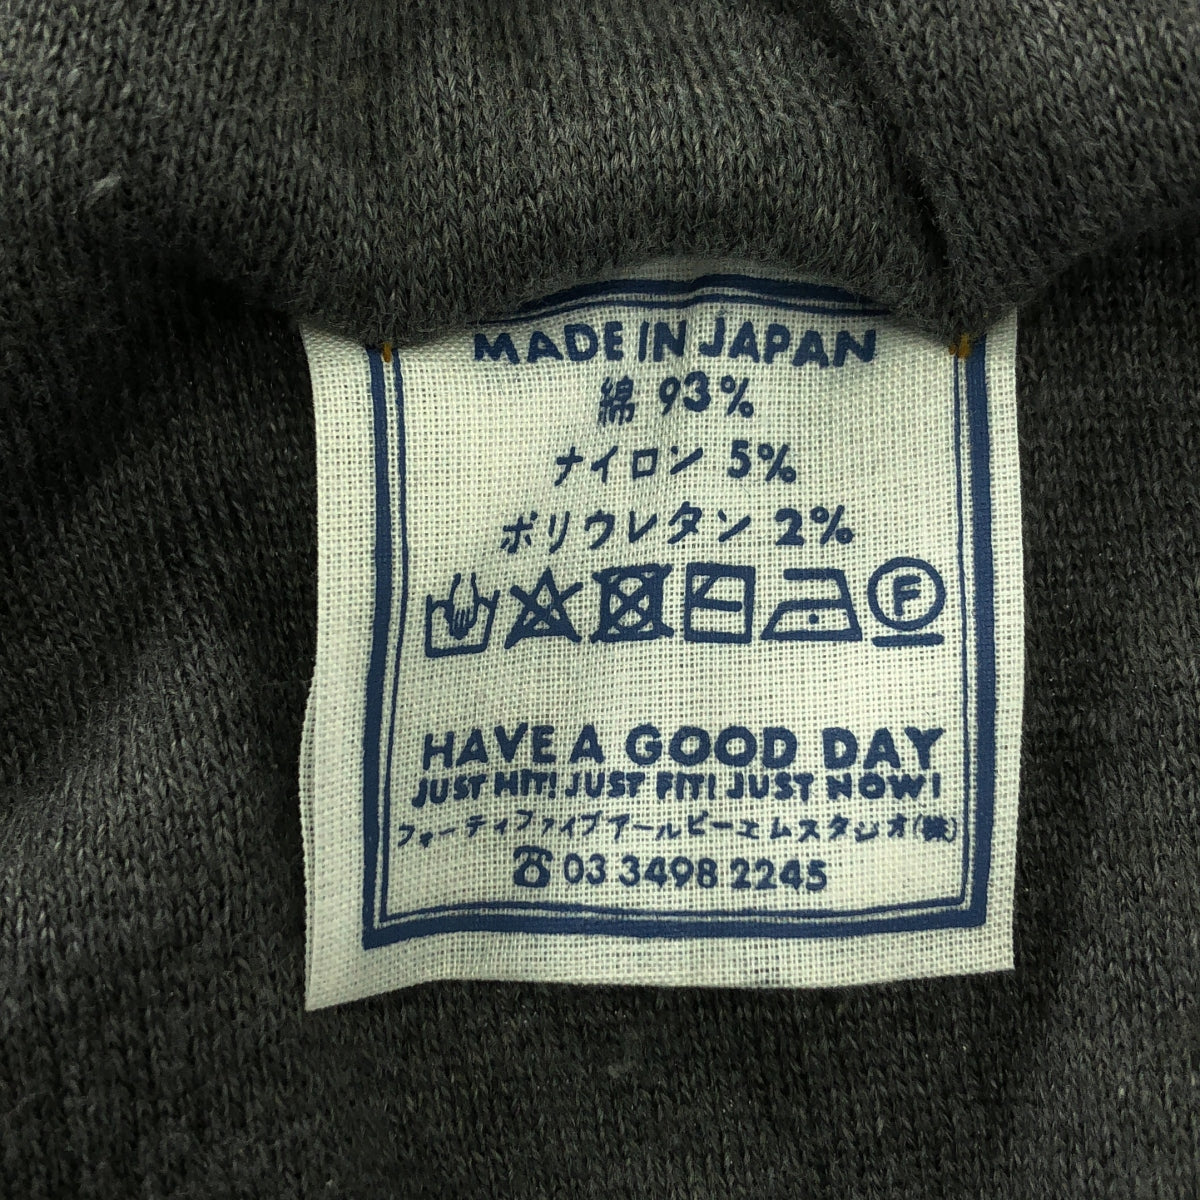 MADE IN JAPAN
綿 93%
ナイロン 5%
ポリウレタン 2%
F
HAVE A GOOD DAY
JUST HIT! JUST FIT! JUST NOW!
フォーティファイブアールピーエムスタジオ(株)
☎ 03 3498 2245